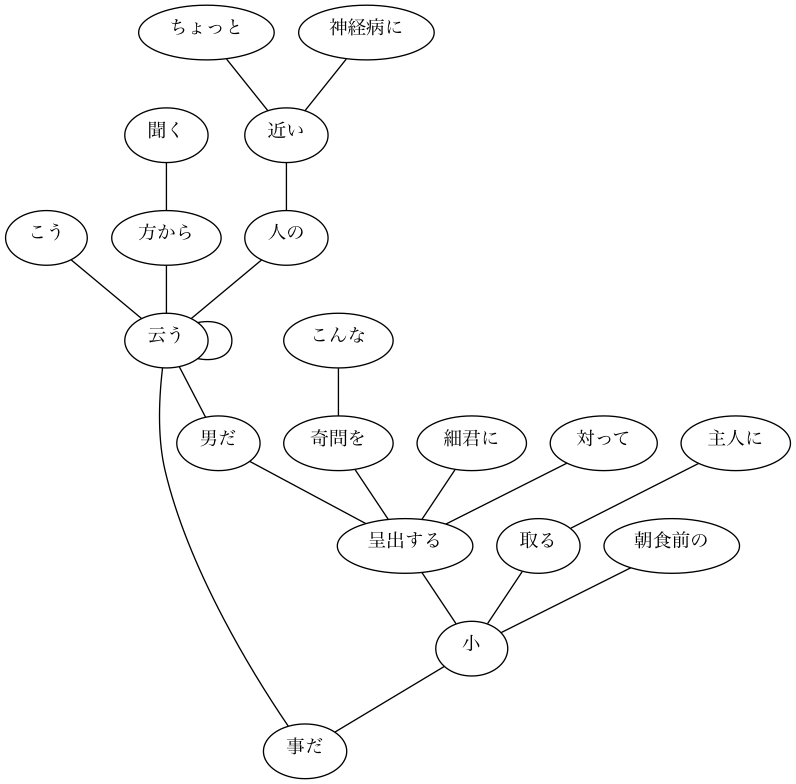 ちょっと
神経病に
聞く
近い
こう
方から
人の
云う
こんな
男だ
奇問を
細君に
対って
主人に
呈出する
取る
朝食前の
小
事だ